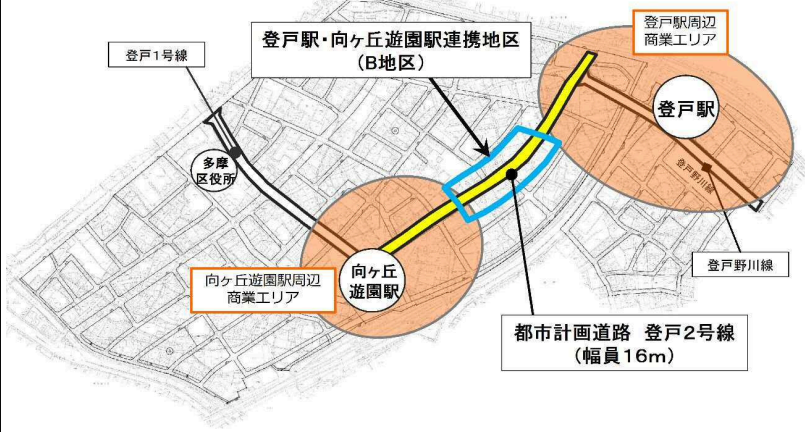 登戸駅・向ヶ丘遊園駅連携地区
（B地区）
登戸駅周辺
商業エリア
登戸1号線
登戸駅
多摩
区役所
登戸野川線
登戸野川線
向ヶ丘遊園駅周辺
商業エリア
向ヶ丘
遊園駅
都市計画道路 登戸2号線
（幅員16m）